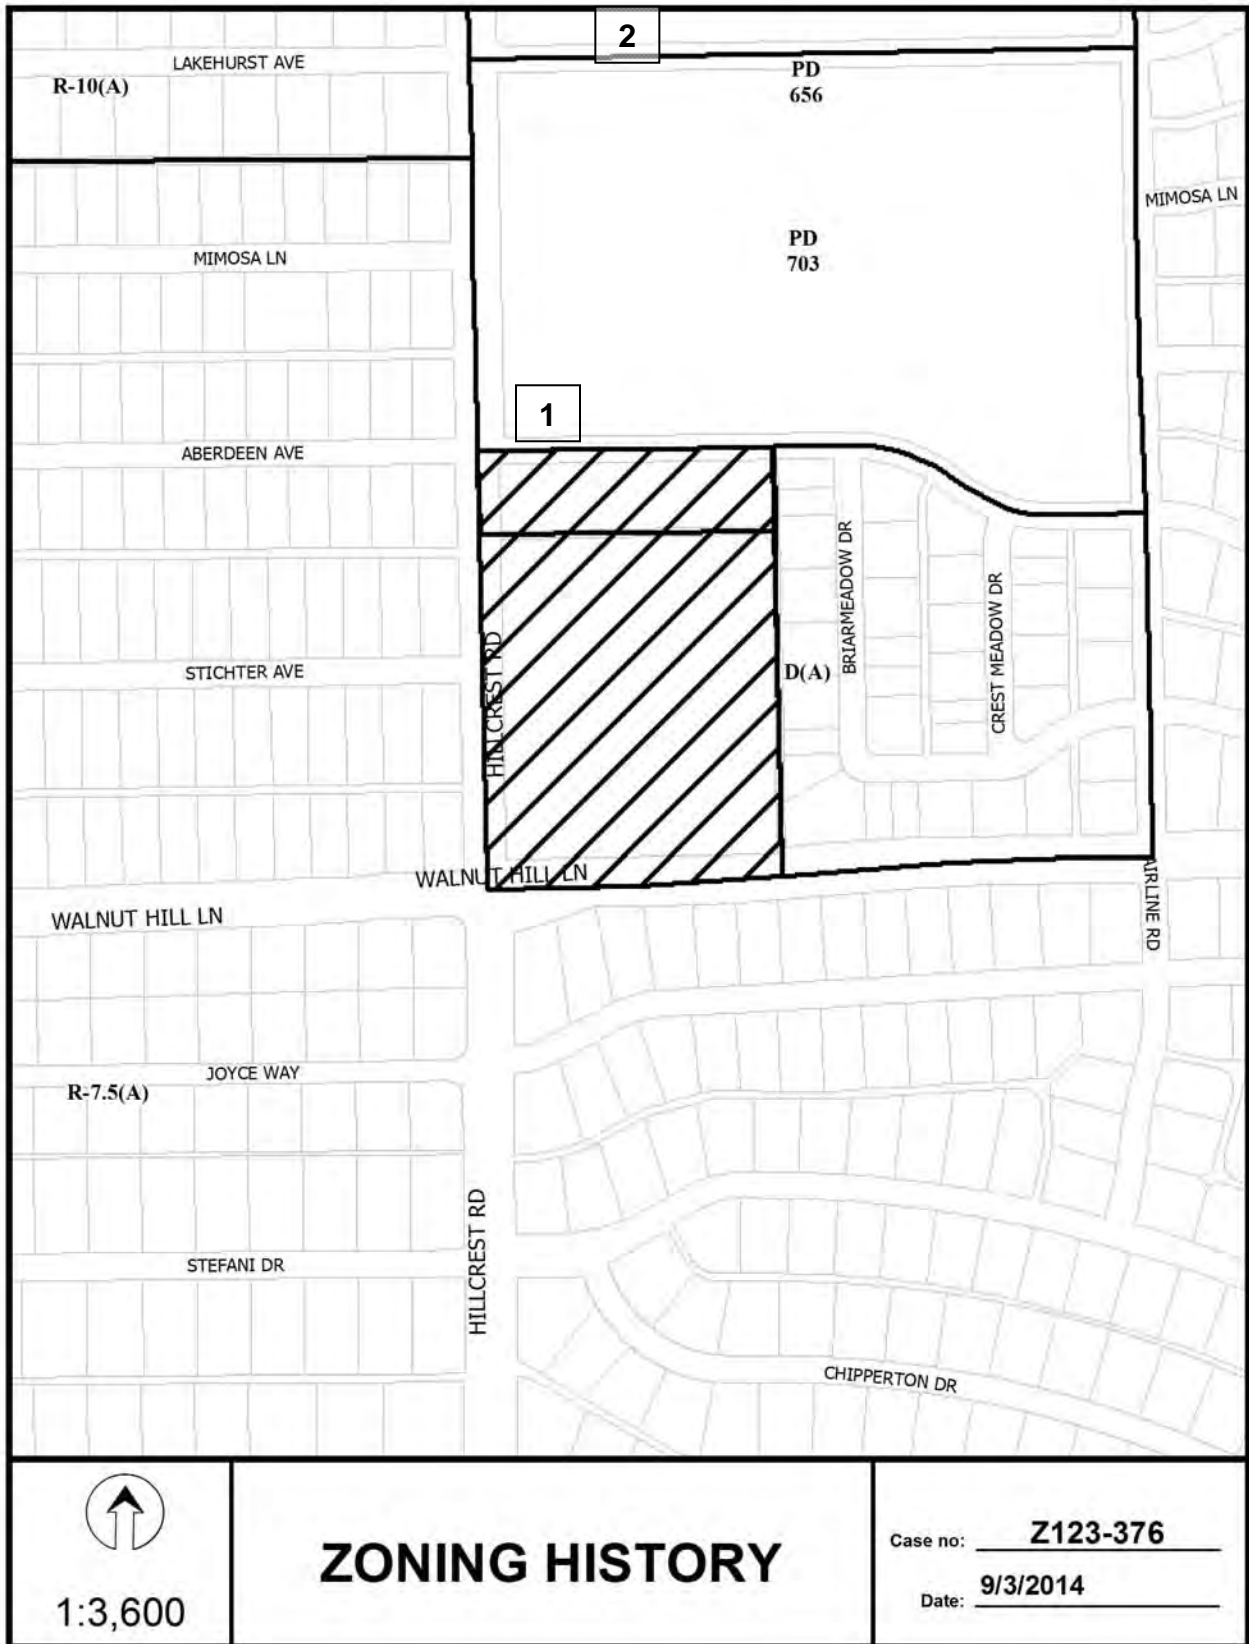 2
LAKEHURST AVE
R-10(A)
PD
656
MIMOSA LN
PD
703
MIMOSA LN
1
ABERDEEN AVE
BRIARMEADOW DR
CREST MEADOW DR
HILLCREST RD
STICHTER AVE
D(A)
WALNUT HILL LN
WALNUT HILL LN
AIRLINE RD
JOYCE WAY
R-7.5(A)
HILLCREST RD
STEFANI DR
CHIPPERTON DR
1:3,600
ZONING HISTORY
Case no: Z123-376
Date: 9/3/2014